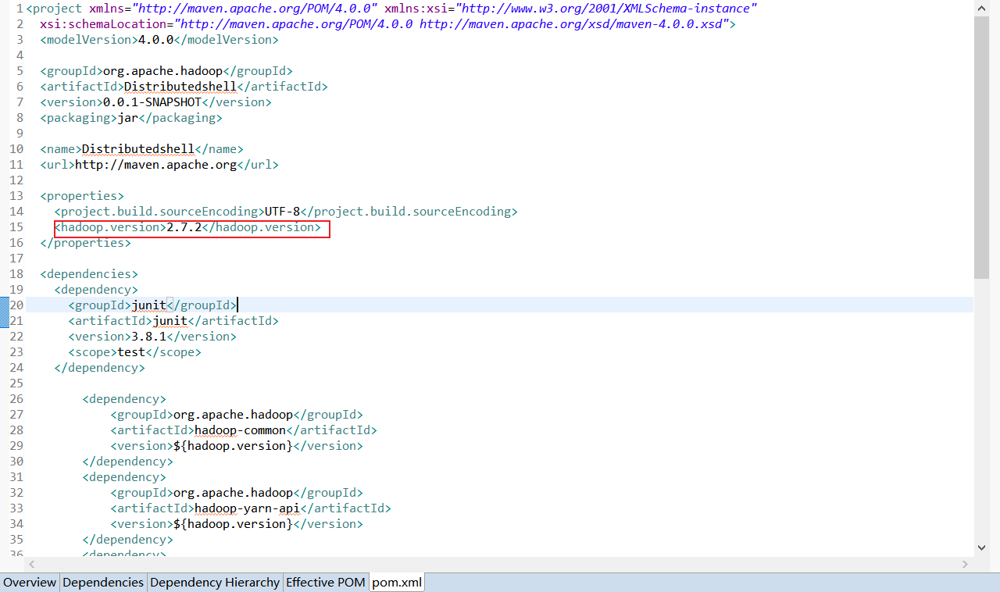 1 <project xmlns="http://maven.apache.org/POM/4.0.0" xmlns:xsi="http://www.w3.org/2001/XMLSchema-instance"
2   xsi:schemaLocation="http://maven.apache.org/POM/4.0.0 http://maven.apache.org/xsd/maven-4.0.0.xsd">
3   <modelVersion>4.0.0</modelVersion>
4
5   <groupId>org.apache.hadoop</groupId>
6   <artifactId>Distributedshell</artifactId>
7   <version>0.0.1-SNAPSHOT</version>
8   <packaging>jar</packaging>
9
10   <name>Distributedshell</name>
11   <url>http://maven.apache.org</url>
12
13   <properties>
14     <project.build.sourceEncoding>UTF-8</project.build.sourceEncoding>
15     <hadoop.version>2.7.2</hadoop.version>
16   </properties>
17
18   <dependencies>
19     <dependency>
20       <groupId>junit</groupId>
21       <artifactId>junit</artifactId>
22       <version>3.8.1</version>
23       <scope>test</scope>
24     </dependency>
25
26         <dependency>
27             <groupId>org.apache.hadoop</groupId>
28             <artifactId>hadoop-common</artifactId>
29             <version>${hadoop.version}</version>
30         </dependency>
31         <dependency>
32             <groupId>org.apache.hadoop</groupId>
33             <artifactId>hadoop-yarn-api</artifactId>
34             <version>${hadoop.version}</version>
35         </dependency>
36         <dependency>
Overview Dependencies Dependency Hierarchy Effective POM pom.xml